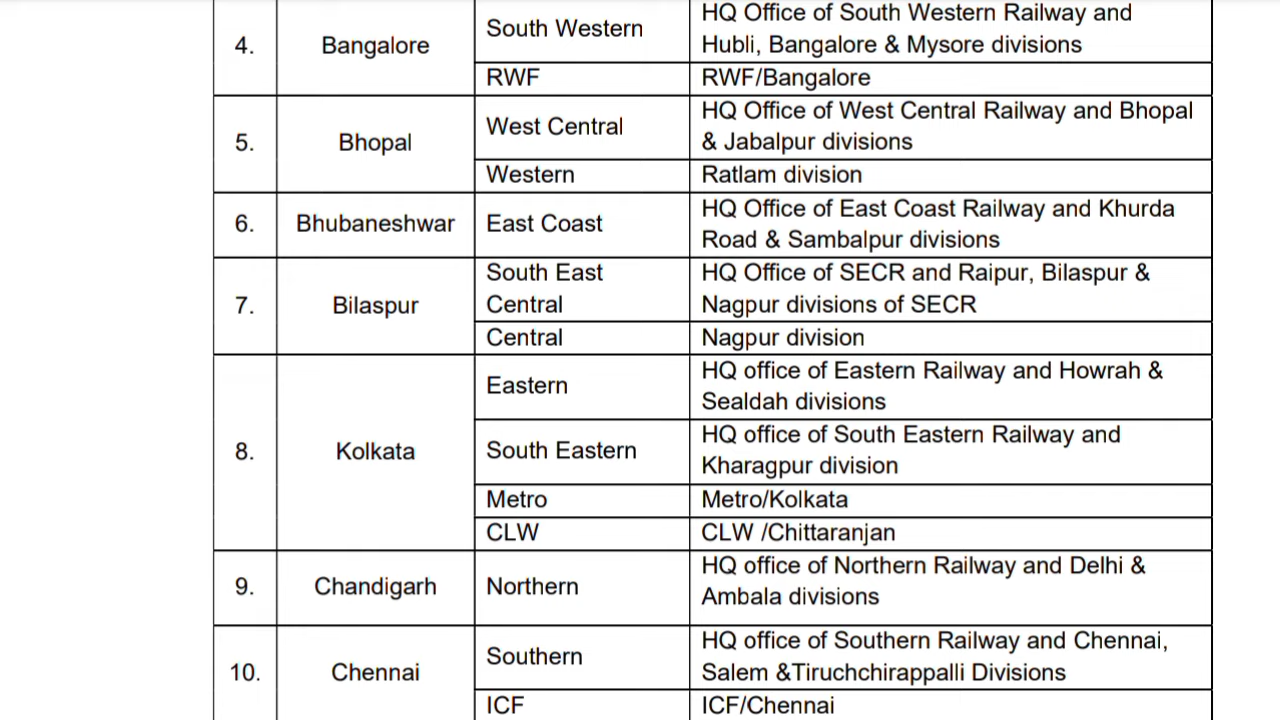 4.
Bangalore
South Western
HQ Office of South Western Railway and
Hubli, Bangalore & Mysore divisions
RWF
RWF/Bangalore
5.
Bhopal
West Central
HQ Office of West Central Railway and Bhopal
& Jabalpur divisions
Western
Ratlam division
6.
Bhubaneshwar
East Coast
HQ Office of East Coast Railway and Khurda
Road & Sambalpur divisions
7.
Bilaspur
South East
Central
HQ Office of SECR and Raipur, Bilaspur &
Nagpur divisions of SECR
Central
Nagpur division
8.
Kolkata
Eastern
HQ office of Eastern Railway and Howrah &
Sealdah divisions
South Eastern
HQ office of South Eastern Railway and
Kharagpur division
Metro
Metro/Kolkata
CLW
CLW /Chittaranjan
9.
Chandigarh
Northern
HQ office of Northern Railway and Delhi &
Ambala divisions
10.
Chennai
Southern
HQ office of Southern Railway and Chennai,
Salem &Tiruchchirappalli Divisions
ICF
ICF/Chennai